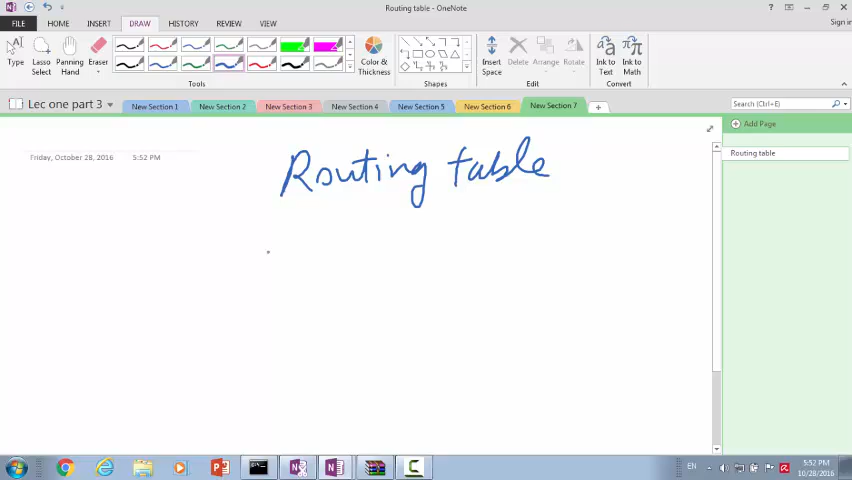 Routing table - OneNote
FILE HOME INSERT DRAW HISTORY REVIEW VIEW
Sign in
Type
Lasso Select
Panning Hand
Eraser
Color & Thickness
Insert Space
Delete
Arrange
Rotate
Ink to Text
Ink to Math
Tools
Shapes
Edit
Convert
Lec one part 3
New Section 1
New Section 2
New Section 3
New Section 4
New Section 5
New Section 6
New Section 7
Search (Ctrl+E)
Add Page
Routing table
Friday, October 28, 2016 5:52 PM
Routing table
EN
5:52 PM
10/28/2016